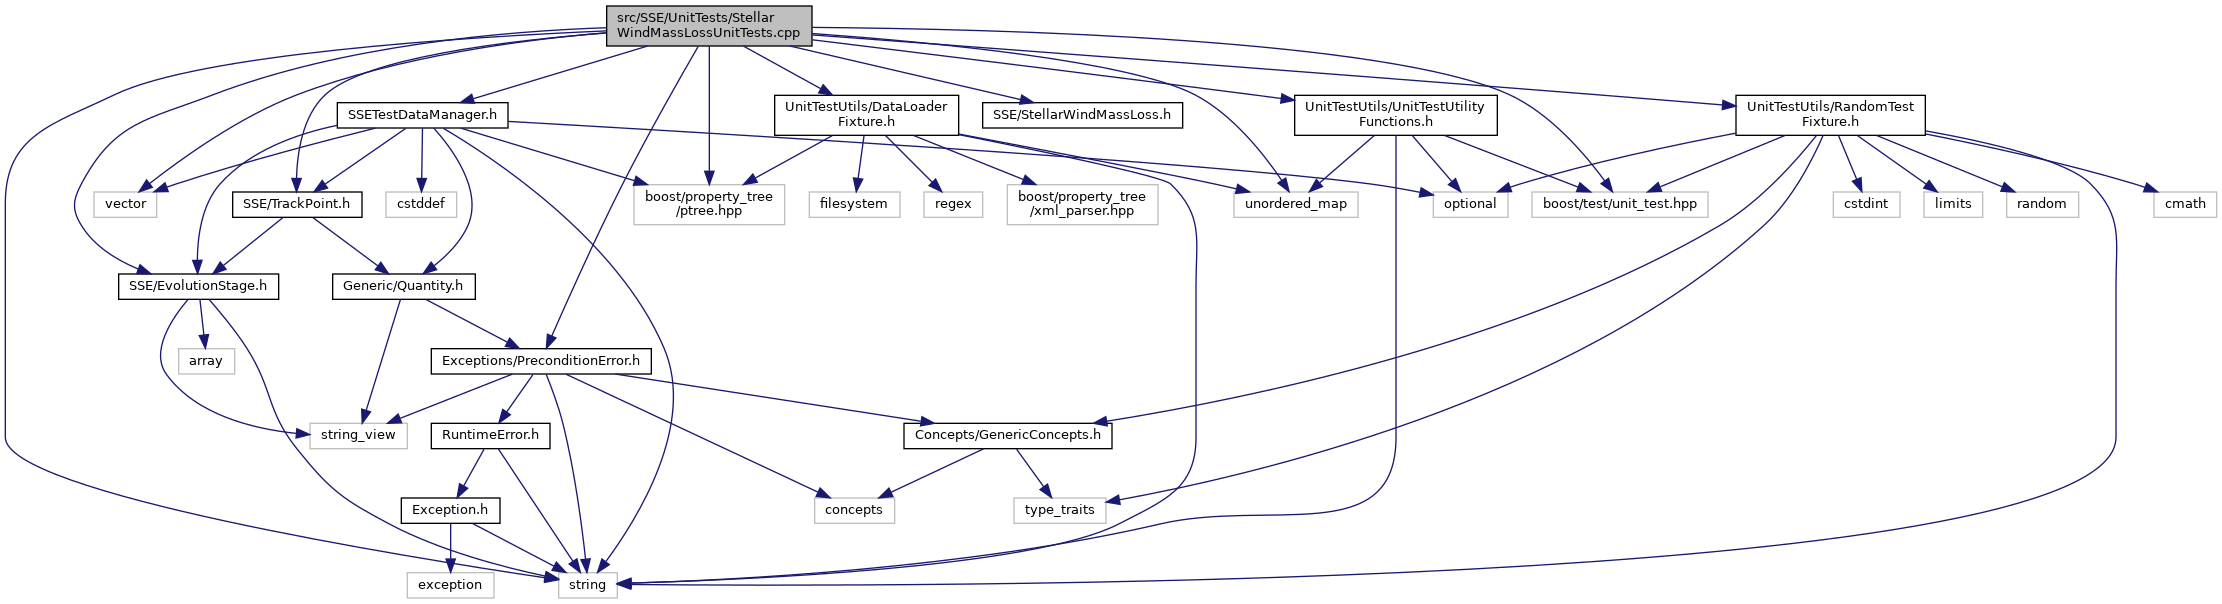 src/SSE/UnitTests/Stellar
WindMassLossUnitTests.cpp
SSETestDataManager.h
UnitTestUtils/DataLoader
Fixture.h
SSE/StellarWindMassLoss.h
UnitTestUtils/UnitTestUtility
Functions.h
UnitTestUtils/RandomTest
Fixture.h
vector
SSE/TrackPoint.h
cstddef
boost/property_tree
/ptree.hpp
filesystem
regex
boost/property_tree
/xml_parser.hpp
unordered_map
optional
boost/test/unit_test.hpp
cstdint
limits
random
cmath
SSE/EvolutionStage.h
Generic/Quantity.h
array
Exceptions/PreconditionError.h
string_view
RuntimeError.h
Concepts/GenericConcepts.h
Exception.h
concepts
type_traits
exception
string